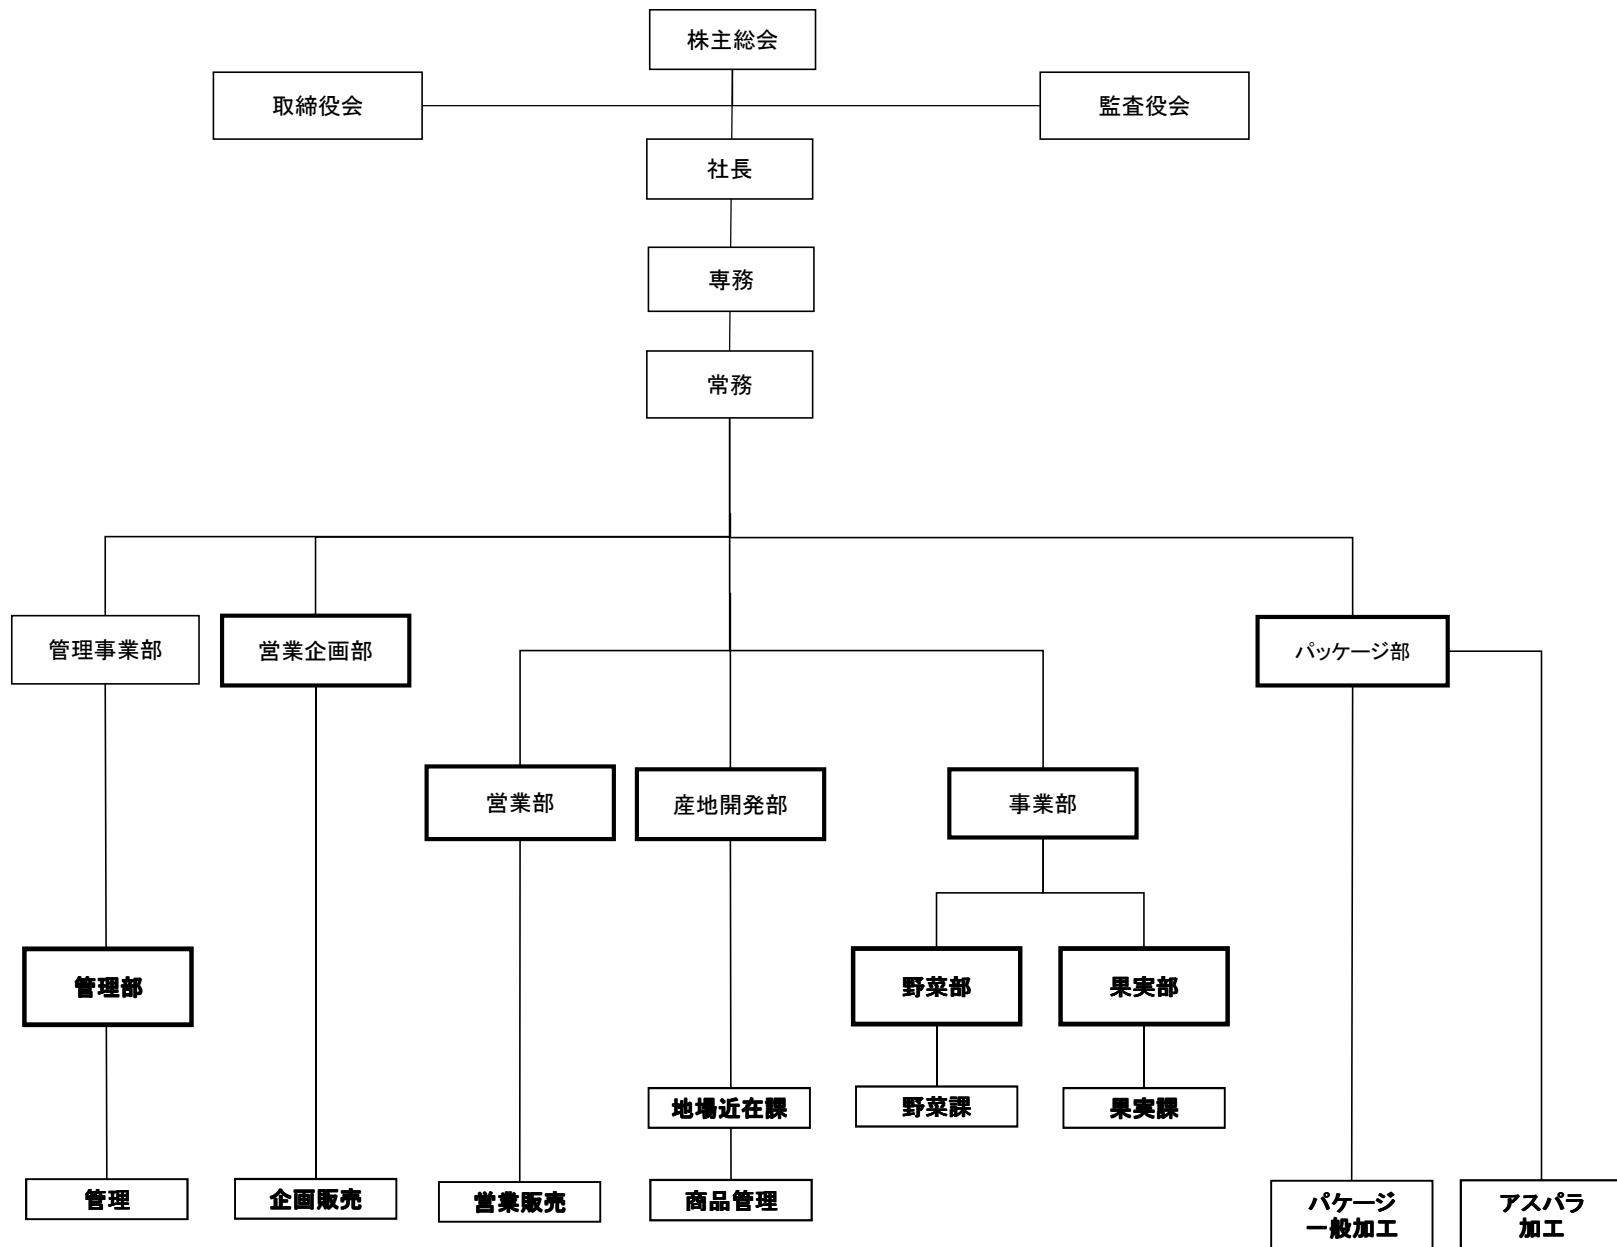 株主総会
取締役会
監査役会
社長
専務
常務
管理事業部
営業企画部
パッケージ部
営業部
産地開発部
事業部
管理部
野菜部
果実部
地場近在課
野菜課
果実課
管理
企画販売
営業販売
商品管理
パケージ
一般加工
アスパラ
加工